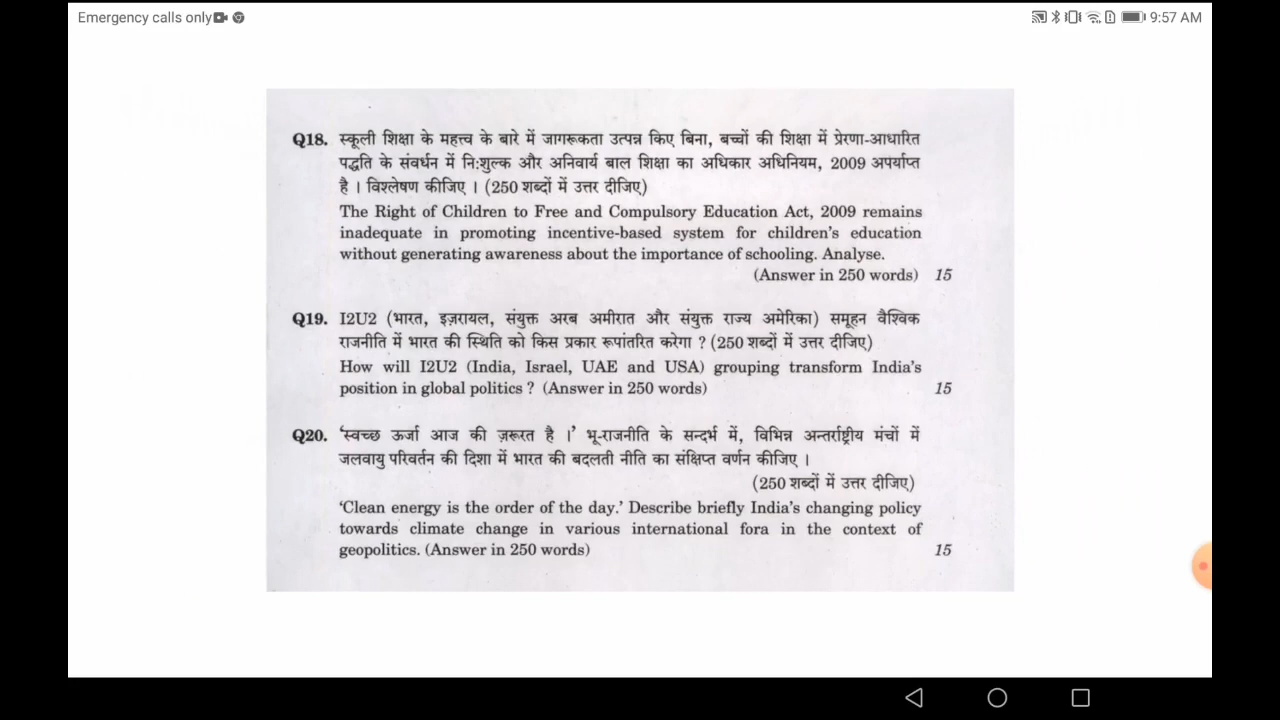 Emergency calls only
9:57 AM
Q18. स्कूली शिक्षा के महत्त्व के बारे में जागरूकता उत्पन्न किए बिना, बच्चों की शिक्षा में प्रेरणा-आधारित
पद्धति के संवर्धन में नि:शुल्क और अनिवार्य बाल शिक्षा का अधिकार अधिनियम, 2009 अपर्याप्त
है । विश्लेषण कीजिए । (250 शब्दों में उत्तर दीजिए)
The Right of Children to Free and Compulsory Education Act, 2009 remains
inadequate in promoting incentive-based system for children's education
without generating awareness about the importance of schooling. Analyse.
(Answer in 250 words) 15
Q19. I2U2 (भारत, इज़रायल, संयुक्त अरब अमीरात और संयुक्त राज्य अमेरिका) समूहन वैश्विक
राजनीति में भारत की स्थिति को किस प्रकार रूपांतरित करेगा ? (250 शब्दों में उत्तर दीजिए)
How will I2U2 (India, Israel, UAE and USA) grouping transform India's
position in global politics ? (Answer in 250 words) 15
Q20. 'स्वच्छ ऊर्जा आज की ज़रूरत है ।' भू-राजनीति के सन्दर्भ में, विभिन्न अन्तर्राष्ट्रीय मंचों में
जलवायु परिवर्तन की दिशा में भारत की बदलती नीति का संक्षिप्त वर्णन कीजिए ।
(250 शब्दों में उत्तर दीजिए)
'Clean energy is the order of the day.' Describe briefly India's changing policy
towards climate change in various international fora in the context of
geopolitics. (Answer in 250 words) 15